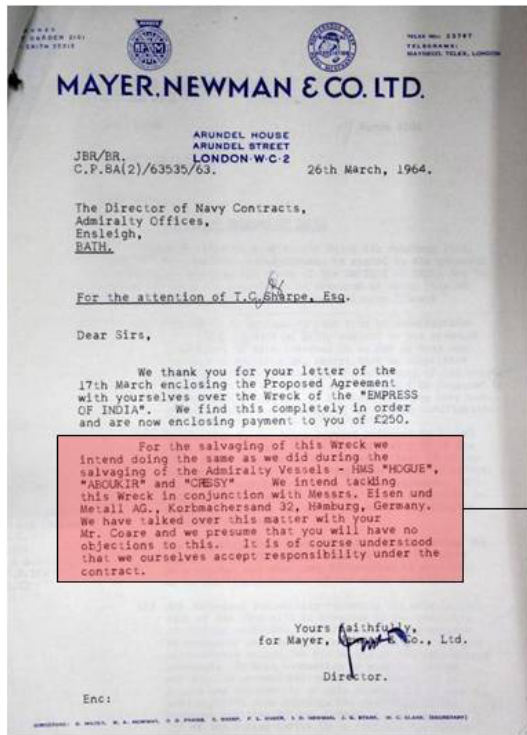 GARDEN 2121
TELEX No: 23747
TELEGRAMS:
TELEX, LONDON
MAYER, NEWMAN & CO. LTD.
ARUNDEL HOUSE
ARUNDEL STREET
LONDON·W·C·2
JBR/BR.
C.P.8A(2)/63535/63.
26th March, 1964.
The Director of Navy Contracts,
Admiralty Offices,
Ensleigh,
BATH.
For the attention of T.C.Sharpe, Esq.
Dear Sirs,
We thank you for your letter of the
17th March enclosing the Proposed Agreement
with yourselves over the Wreck of the "EMPRESS
OF INDIA". We find this completely in order
and are now enclosing payment to you of £250.
For the salvaging of this Wreck we
intend doing the same as we did during the
salvaging of the Admiralty Vessels - HMS "HOGUE",
"ABOUKIR" and "CRESSY" We intend tackling
this Wreck in conjunction with Messrs. Eisen und
Metall AG., Korbmachersand 32, Hamburg, Germany.
We have talked over this matter with your
Mr. Coare and we presume that you will have no
objections to this. It is of course understood
that we ourselves accept responsibility under the
contract.
Yours faithfully,
for Mayer, Newman & Co., Ltd.
Director.
Enc: